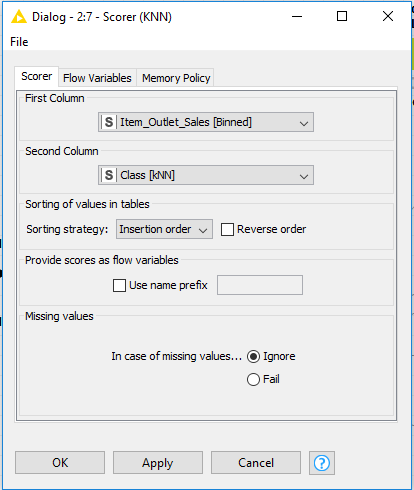 Dialog - 2:7 - Scorer (KNN)
File
Scorer Flow Variables Memory Policy
First Column
S Item_Outlet_Sales [Binned]
Second Column
S Class [kNN]
Sorting of values in tables
Sorting strategy: Insertion order Reverse order
Provide scores as flow variables
Use name prefix
Missing values
In case of missing values... Ignore
Fail
OK Apply Cancel ?